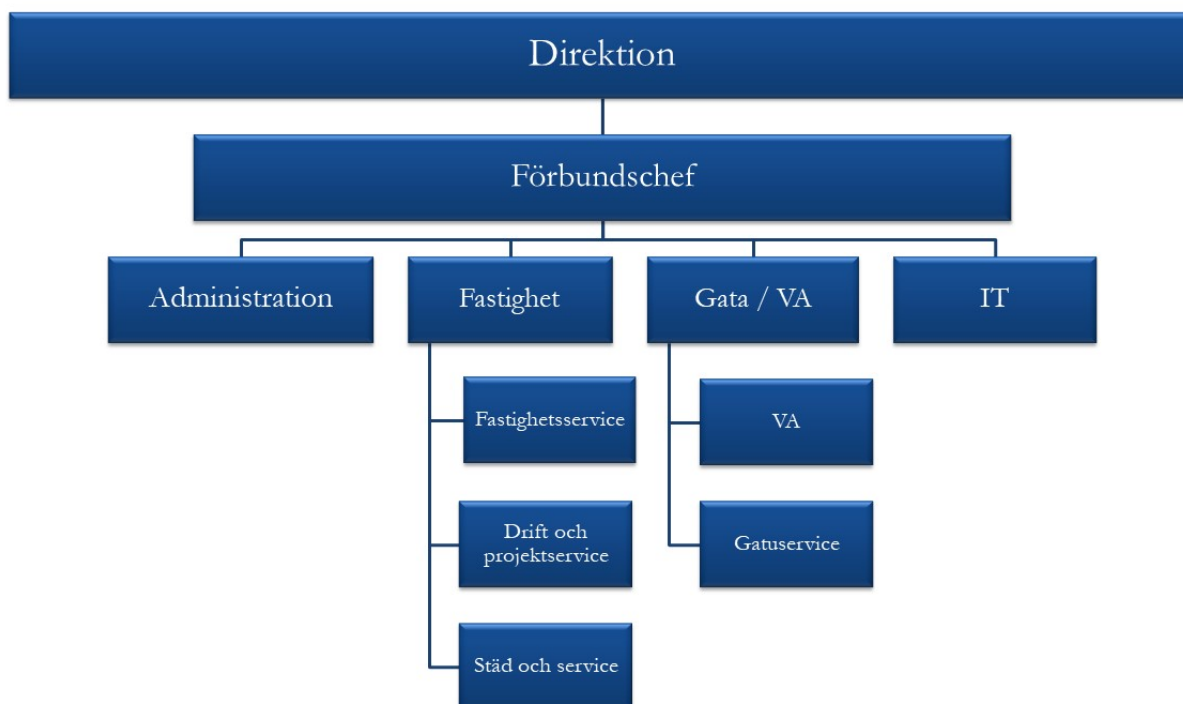 Direktion
Förbundschef
Administration
Fastighet
Gata / VA
IT
Fastighetsservice
VA
Drift och
projektservice
Gatuservice
Städ och service